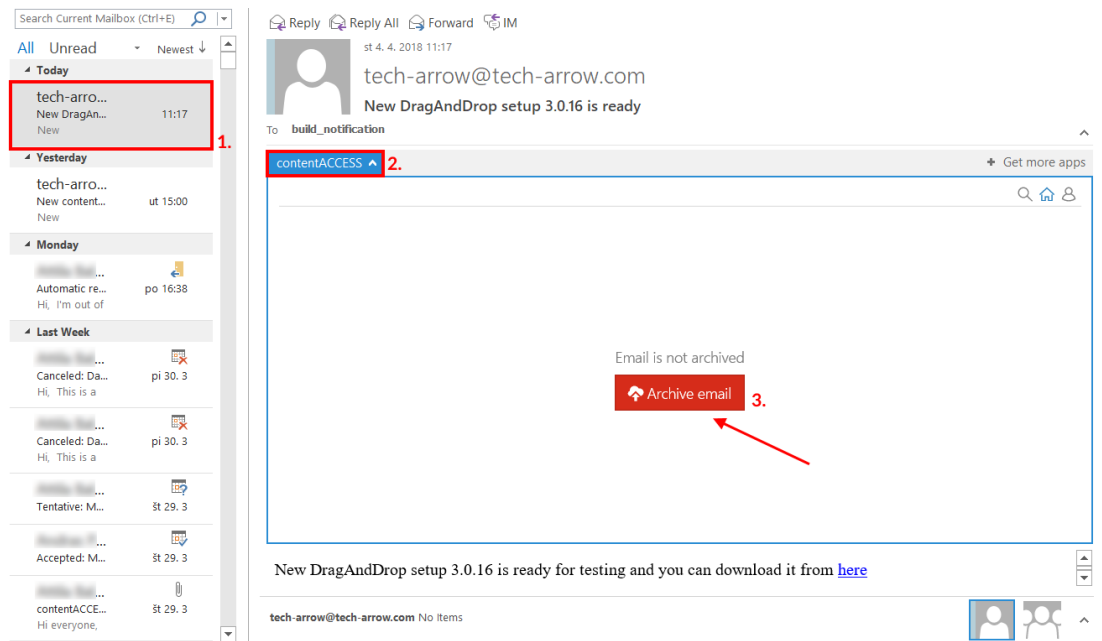 Search Current Mailbox (Ctrl+E)
All Unread Newest
Today
tech-arro...
New DragAn... 11:17
New
1.
Yesterday
tech-arro...
New content... ut 15:00
New
Monday
...
Automatic re... po 16:38
Hi, I'm out of
Last Week
...
Canceled: Da... pi 30. 3
Hi, This is a
...
Canceled: Da... pi 30. 3
Hi, This is a
...
Tentative: M... št 29. 3
...
Accepted: M... št 29. 3
...
contentACCE... št 29. 3
Hi everyone,
Reply Reply All Forward IM
st 4. 4. 2018 11:17
tech-arrow@tech-arrow.com
New DragAndDrop setup 3.0.16 is ready
To build_notification
contentACCESS 2. + Get more apps
Email is not archived
Archive email 3.
New DragAndDrop setup 3.0.16 is ready for testing and you can download it from here
tech-arrow@tech-arrow.com No Items